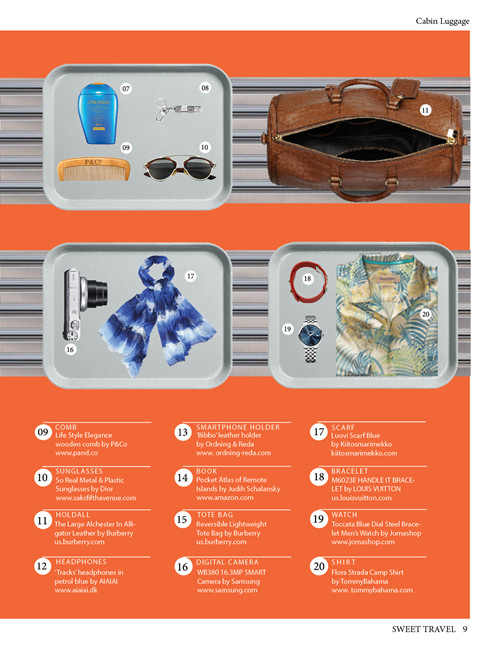 Cabin Luggage
07
08
SHISEIDO
11
09
10
P&Co
17
18
19
20
16
09
COMB
Life Style Elegance
wooden comb by P&Co
www.pand.co
10
SUNGLASSES
So Real Metal & Plastic
Sunglasses by Dior
www.saksfifthavenue.com
11
HOLDALL
The Large Alchester In Alli-
gator Leather by Burberry
us.burberry.com
12
HEADPHONES
'Tracks' headphones in
petrol blue by AIAIAI
www.aiaiai.dk
13
SMARTPHONE HOLDER
'Bibbo' leather holder
by Ordning & Reda
www. ordning-reda.com
14
BOOK
Pocket Atlas of Remote
Islands by Judith Schalansky
www.amazon.com
15
TOTE BAG
Reversible Lightweight
Tote Bag by Burberry
us.burberry.com
16
DIGITAL CAMERA
WB380 16.3MP SMART
Camera by Samsung
www.samsung.com
17
SCARF
Luovi Scarf Blue
by Kiitosmarimekko
kiitosmarimekko.com
18
BRACELET
M6023E HANDLE IT BRACE-
LET by LOUIS VUITTON
us.louisvuitton.com
19
WATCH
Toccata Blue Dial Steel Brace-
let Men's Watch by Jomashop
www.jomashop.com
20
SHIRT
Flora Strada Camp Shirt
by TommyBahama
www. tommybahama.com
SWEET TRAVEL 9